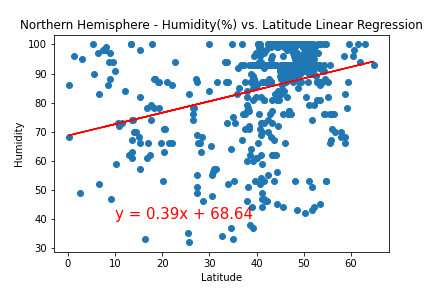 Northern Hemisphere - Humidity(%) vs. Latitude Linear Regression
100
90
80
70
60
50
40
30
Humidity
y = 0.39x + 68.64
0 10 20 30 40 50 60
Latitude